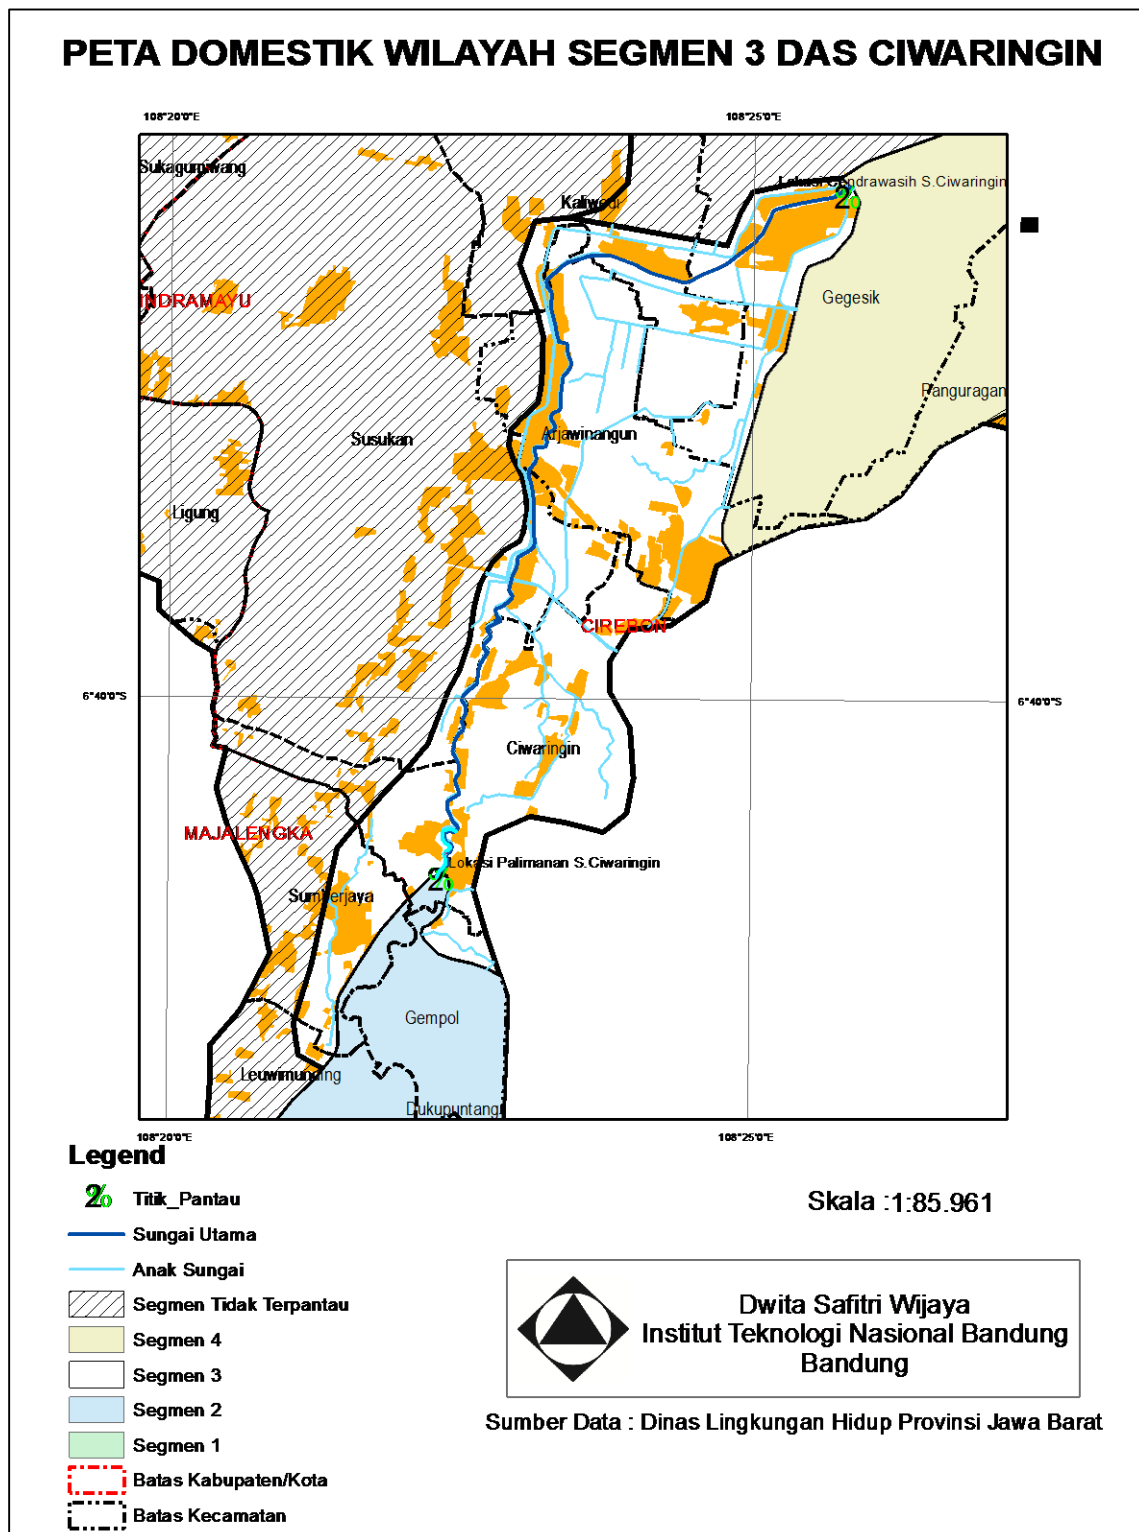 PETA DOMESTIK WILAYAH SEGMEN 3 DAS CIWARINGIN
108°20'0"E
108°25'0"E
Sukagumiwang
Lokasi Cendrawasih S.Ciwaringin
Kaliwedi
INDRAMAYU
Gegesik
Panguragan
Susukan
Arjawinangun
Ligung
CIREBON
6°40'0"S
6°40'0"S
Ciwaringin
MAJALENGKA
Lokasi Palimanan S.Ciwaringin
Sumberjaya
Gempol
Leuwimunding
Dukupuntang
108°20'0"E
108°25'0"E
Legend
Titik_Pantau
Sungai Utama
Anak Sungai
Segmen Tidak Terpantau
Segmen 4
Segmen 3
Segmen 2
Segmen 1
Batas Kabupaten/Kota
Batas Kecamatan
Skala :1:85.961
Dwita Safitri Wijaya
Institut Teknologi Nasional Bandung
Bandung
Sumber Data : Dinas Lingkungan Hidup Provinsi Jawa Barat